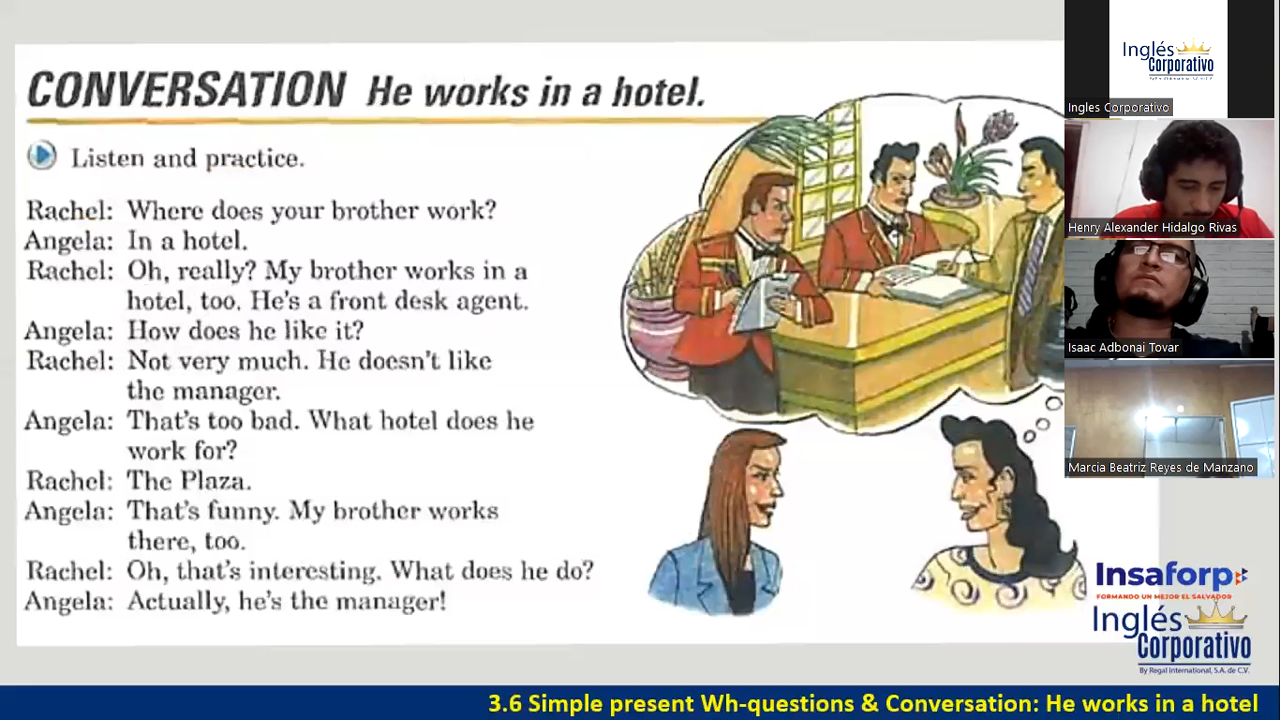 CONVERSATION He works in a hotel.
Listen and practice.
Rachel: Where does your brother work?
Angela: In a hotel.
Rachel: Oh, really? My brother works in a
hotel, too. He's a front desk agent.
Angela: How does he like it?
Rachel: Not very much. He doesn't like
the manager.
Angela: That's too bad. What hotel does he
work for?
Rachel: The Plaza.
Angela: That's funny. My brother works
there, too.
Rachel: Oh, that's interesting. What does he do?
Angela: Actually, he's the manager!
Inglés
Corporativo
Ingles Corporativo
Henry Alexander Hidalgo Rivas
Isaac Adbonai Tovar
Marcia Beatriz Reyes de Manzano
Insaforp
FORMANDO UN MEJOR EL SALVADOR
Inglés
Corporativo
By Regal International, S.A. de C.V.
3.6 Simple present Wh-questions & Conversation: He works in a hotel